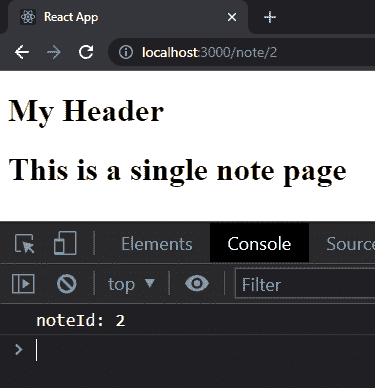 React App
localhost:3000/note/2
My Header
This is a single note page
Elements Console Source
top Filter
noteId: 2